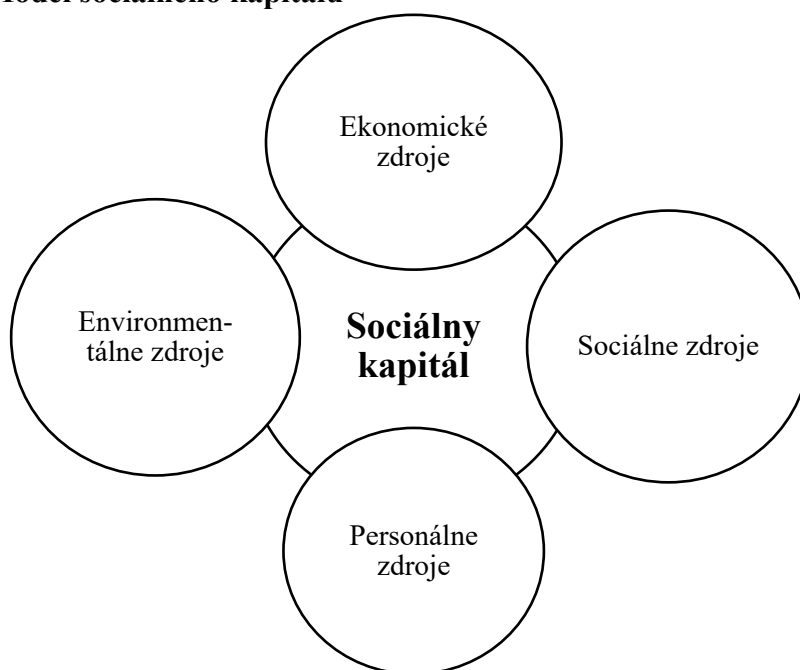 sociálneho kapitálu
Ekonomické
zdroje
Environmen-
tálne zdroje
Sociálny
kapitál
Sociálne zdroje
Personálne
zdroje